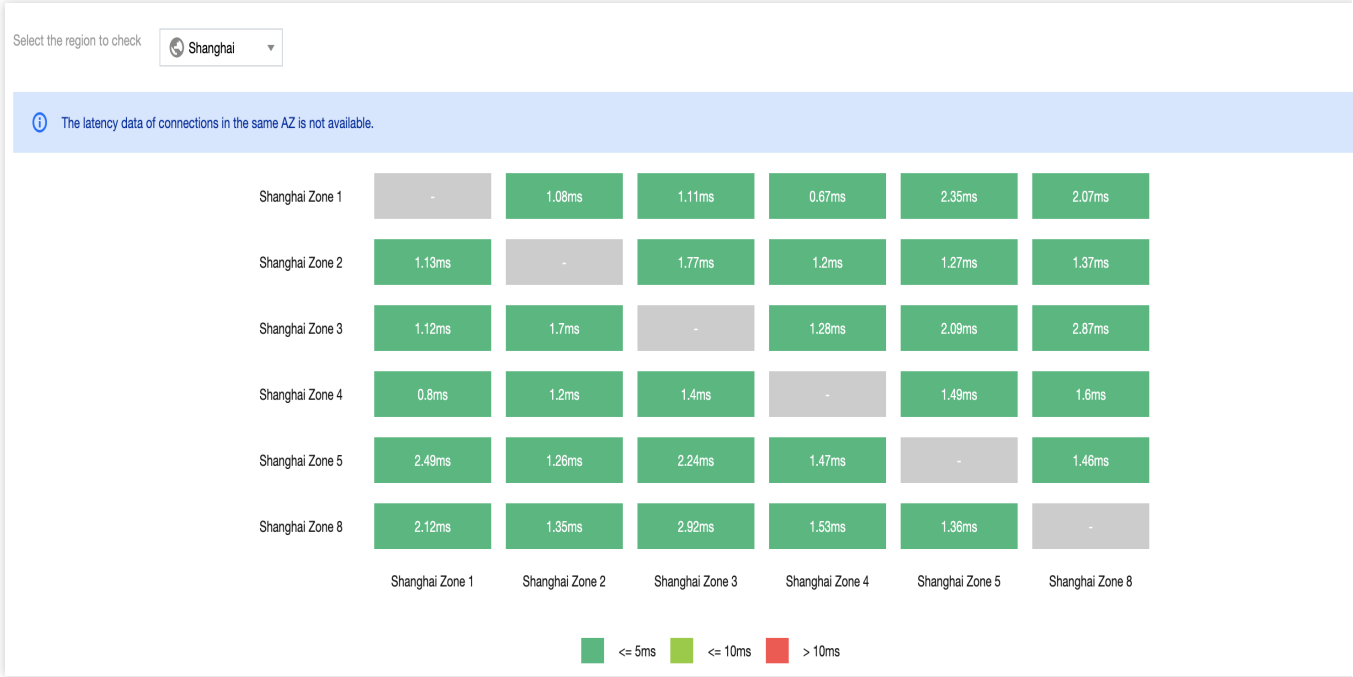 Select the region to check Shanghai
The latency data of connections in the same AZ is not available.
Shanghai Zone 1 - 1.08ms 1.11ms 0.67ms 2.35ms 2.07ms
Shanghai Zone 2 1.13ms - 1.77ms 1.2ms 1.27ms 1.37ms
Shanghai Zone 3 1.12ms 1.7ms - 1.28ms 2.09ms 2.87ms
Shanghai Zone 4 0.8ms 1.2ms 1.4ms - 1.49ms 1.6ms
Shanghai Zone 5 2.49ms 1.26ms 2.24ms 1.47ms - 1.46ms
Shanghai Zone 8 2.12ms 1.35ms 2.92ms 1.53ms 1.36ms -
Shanghai Zone 1 Shanghai Zone 2 Shanghai Zone 3 Shanghai Zone 4 Shanghai Zone 5 Shanghai Zone 8
<= 5ms <= 10ms > 10ms